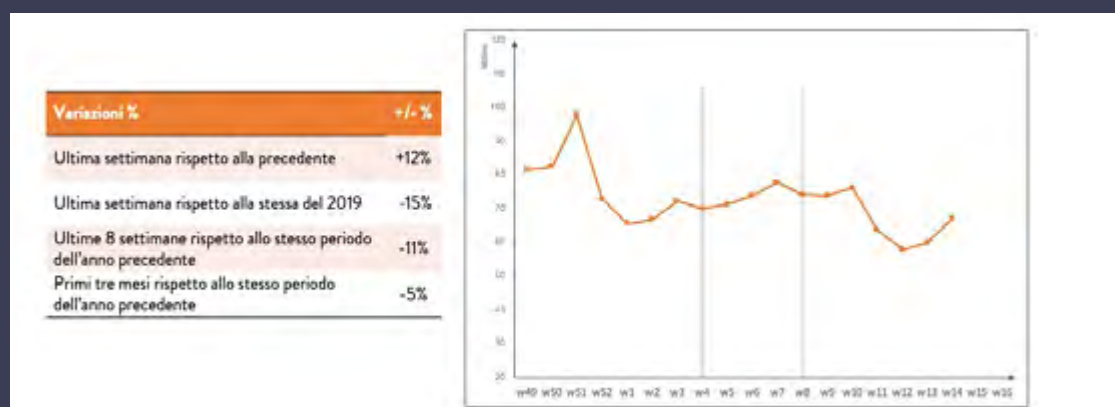 Variazioni % +/- %
Ultima settimana rispetto alla precedente +12%
Ultima settimana rispetto alla stessa del 2019 -15%
Ultime 8 settimane rispetto allo stesso periodo
dell'anno precedente -11%
Primi tre mesi rispetto allo stesso periodo
dell'anno precedente -5%
100
w49 w50 w51 w52 w1 w2 w3 w4 w5 w6 w7 w8 w9 w10 w11 w12 w13 w14 w15 w16